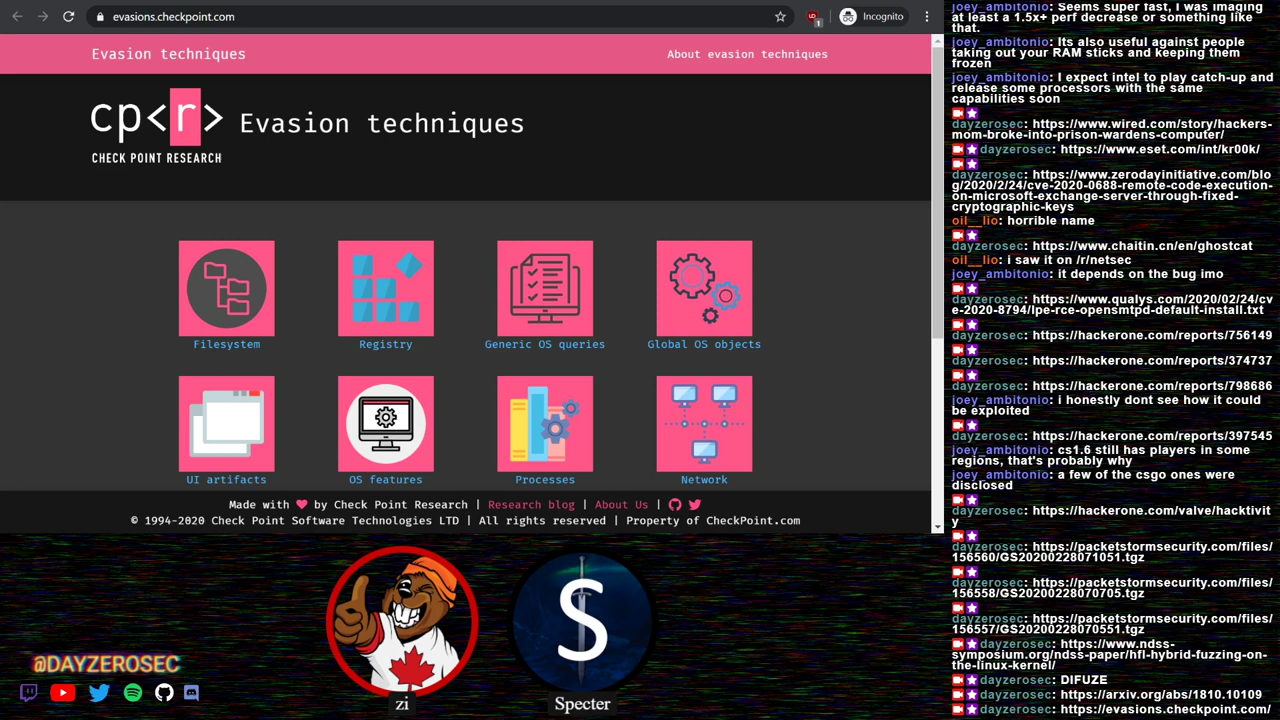 evasions.checkpoint.com
1
Incognito
Evasion techniques
About evasion techniques
cp<r>
CHECK POINT RESEARCH
Evasion techniques
Filesystem
Registry
Generic OS queries
Global OS objects
UI artifacts
OS features
Processes
Network
Made with ❤ by Check Point Research | Research blog | About Us |
© 1994-2020 Check Point Software Technologies LTD | All rights reserved | Property of CheckPoint.com
@DAYZEROSEC
zi
S
Specter
joey_ambitonio: Seems super fast, I was imaging
at least a 1.5x+ perf decrease or something like
that.
joey_ambitonio: Its also useful against people
taking out your RAM sticks and keeping them
frozen
joey_ambitonio: I expect intel to play catch-up and
release some processors with the same
capabilities soon
dayzerosec: https://www.wired.com/story/hackers-
mom-broke-into-prison-wardens-computer/
dayzerosec: https://www.eset.com/int/kr00k/
dayzerosec: https://www.zerodayinitiative.com/blo
g/2020/2/24/cve-2020-0688-remote-code-execution-
on-microsoft-exchange-server-through-fixed-
cryptographic-keys
oil__lio: horrible name
dayzerosec: https://www.chaitin.cn/en/ghostcat
oil__lio: i saw it on /r/netsec
joey_ambitonio: it depends on the bug imo
dayzerosec: https://www.qualys.com/2020/02/24/cv
e-2020-8794/lpe-rce-opensmtpd-default-install.txt
dayzerosec: https://hackerone.com/reports/756149
dayzerosec: https://hackerone.com/reports/374737
dayzerosec: https://hackerone.com/reports/798686
joey_ambitonio: i honestly dont see how it could
be exploited
dayzerosec: https://hackerone.com/reports/397545
joey_ambitonio: cs1.6 still has players in some
regions, that's probably why
joey_ambitonio: a few of the csgo ones were
disclosed
dayzerosec: https://hackerone.com/valve/hacktivit
y
dayzerosec: https://packetstormsecurity.com/files/
156560/GS20200228071051.tgz
dayzerosec: https://packetstormsecurity.com/files/
156558/GS20200228070705.tgz
dayzerosec: https://packetstormsecurity.com/files/
156557/GS20200228070551.tgz
dayzerosec: https://www.ndss-
symposium.org/ndss-paper/hfl-hybrid-fuzzing-on-
the-linux-kernel/
dayzerosec: DIFUZE
dayzerosec: https://arxiv.org/abs/1810.10109
dayzerosec: https://evasions.checkpoint.com/